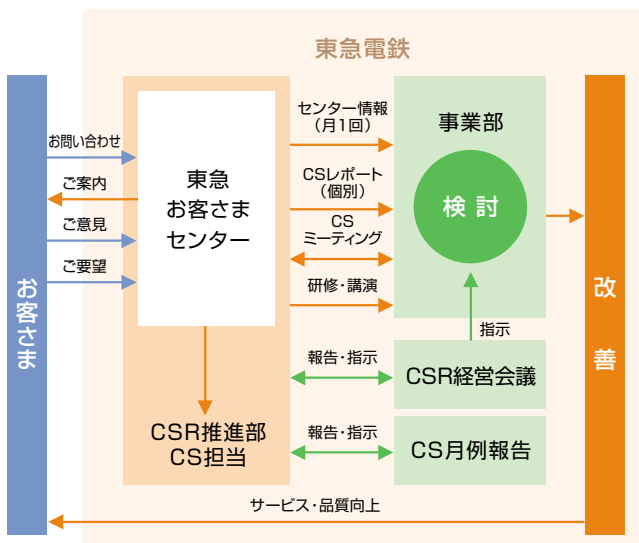 東急電鉄
お客さま
お問い合わせ
ご案内
ご意見
ご要望
東急
お客さま
センター
CSR推進部
CS担当
センター情報
（月1回）
CSレポート
（個別）
CS
ミーティング
研修・講演
報告・指示
報告・指示
事業部
検討
指示
CSR経営会議
CS月例報告
改善
サービス・品質向上